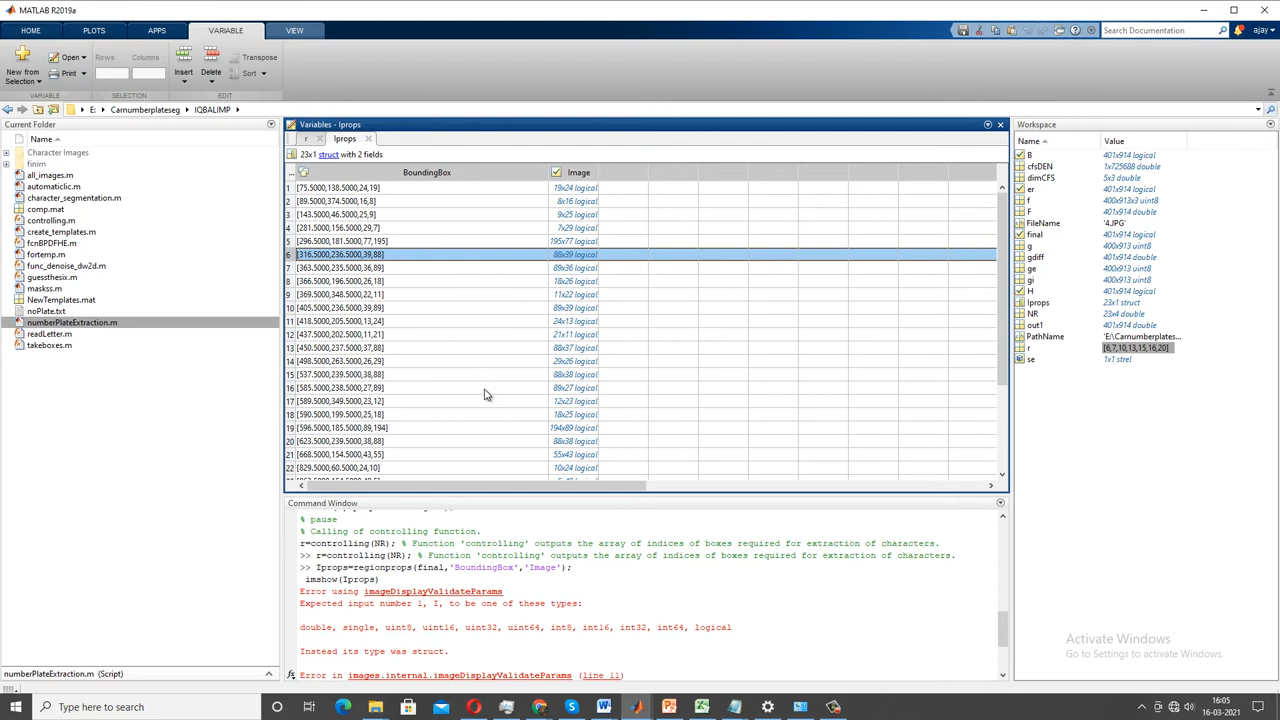 MATLAB R2019a
HOME PLOTS APPS VARIABLE VIEW
Search Documentation ajay
New from Selection Open Print Rows Columns Insert Delete Transpose Sort
VARIABLE SELECTION EDIT
E: Carnumberplateseg IQBALIMP
Current Folder
Name
Character Images
finim
all_images.m
automaticlic.m
character_segmentation.m
comp.mat
controlling.m
create_templates.m
fcnBPDFHE.m
fortemp.m
func_denoise_dw2d.m
guessthesix.m
maskss.m
NewTemplates.mat
noPlate.txt
numberPlateExtraction.m
readLetter.m
takeboxes.m
numberPlateExtraction.m (Script)
Variables - Iprops
r Iprops
23x1 struct with 2 fields
... BoundingBox Image
1 [75.5000,138.5000,24,19] 19x24 logical
2 [89.5000,374.5000,16,8] 8x16 logical
3 [143.5000,46.5000,25,9] 9x25 logical
4 [281.5000,156.5000,29,7] 7x29 logical
5 [296.5000,181.5000,77,195] 195x77 logical
6 [316.5000,236.5000,39,88] 88x39 logical
7 [363.5000,235.5000,36,89] 89x36 logical
8 [366.5000,196.5000,26,18] 18x26 logical
9 [369.5000,348.5000,22,11] 11x22 logical
10 [405.5000,236.5000,39,89] 89x39 logical
11 [418.5000,205.5000,13,24] 24x13 logical
12 [437.5000,202.5000,11,21] 21x11 logical
13 [450.5000,237.5000,37,88] 88x37 logical
14 [498.5000,263.5000,26,29] 29x26 logical
15 [537.5000,239.5000,38,88] 88x38 logical
16 [585.5000,238.5000,27,89] 89x27 logical
17 [589.5000,349.5000,23,12] 12x23 logical
18 [590.5000,199.5000,25,18] 18x25 logical
19 [596.5000,185.5000,89,194] 194x89 logical
20 [623.5000,239.5000,38,88] 88x38 logical
21 [668.5000,154.5000,43,55] 55x43 logical
22 [829.5000,60.5000,24,10] 10x24 logical
Command Window
% pause
% Calling of controlling function.
r=controlling(NR); % Function 'controlling' outputs the array of indices of boxes required for extraction of characters.
>> r=controlling(NR); % Function 'controlling' outputs the array of indices of boxes required for extraction of characters.
>> Iprops=regionprops(final,'BoundingBox','Image');
imshow(Iprops)
Error using imageDisplayValidateParams
Expected input number 1, I, to be one of these types:
double, single, uint8, uint16, uint32, uint64, int8, int16, int32, int64, logical
Instead its type was struct.
fx Error in images.internal.imageDisplayValidateParams (line 11)
Workspace
Name Value
B 401x914 logical
cfsDEN 1x725688 double
dimCFS 5x3 double
er 401x914 logical
f 400x913x3 uint8
F 401x914 double
FileName '4.JPG'
final 401x914 logical
g 400x913 uint8
gdiff 401x914 double
ge 400x913 uint8
gi 400x913 uint8
H 401x914 logical
Iprops 23x1 struct
NR 23x4 double
out1 401x914 double
PathName 'E:\Carnumberplates...
r [6,7,10,13,15,16,20]
se 1x1 strel
Activate Windows
Go to Settings to activate Windows.
Type here to search
16:05
16-03-2021